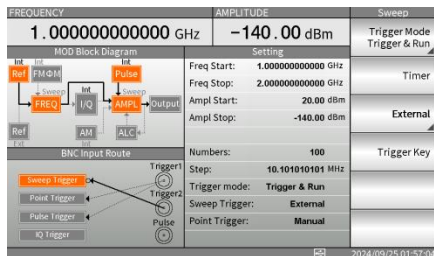 FREQUENCY
AMPLITUDE
Sweep
1.000000000000 GHz
-140.00 dBm
Trigger Mode
Trigger & Run
MOD Block Diagram
Setting
Int
Int
Int
Ref
FMΦM
Pulse
Sweep
Sweep
FREQ
I/Q
AMPL
Output
Ref
AM
ALC
Ext
Int
Freq Start: 1.000000000000 GHz
Freq Stop: 2.000000000000 GHz
Ampl Start: 20.00 dBm
Ampl Stop: -140.00 dBm
Numbers: 100
Step: 10.101010101 MHz
Trigger mode: Trigger & Run
Sweep Trigger: External
Point Trigger: Manual
Timer
External
Trigger Key
BNC Input Route
Trigger1
Sweep Trigger
Point Trigger
Trigger2
Pulse Trigger
Pulse
IQ Trigger
2024/09/25 01:57:04